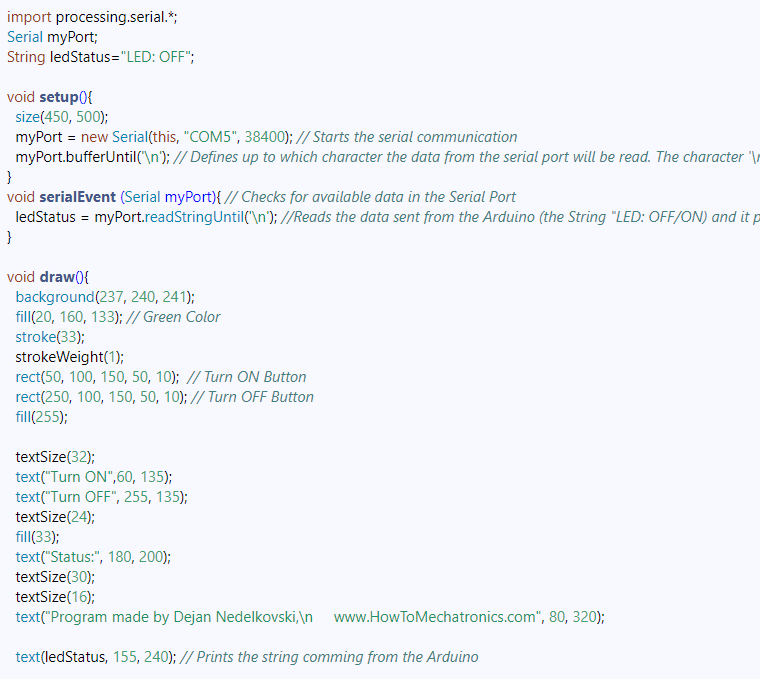 import processing.serial.*;
Serial myPort;
String ledStatus="LED: OFF";

void setup(){
  size(450, 500);
  myPort = new Serial(this, "COM5", 38400); // Starts the serial communication
  myPort.bufferUntil('\n'); // Defines up to which character the data from the serial port will be read. The character '\n
}
void serialEvent (Serial myPort){ // Checks for available data in the Serial Port
  ledStatus = myPort.readStringUntil('\n'); //Reads the data sent from the Arduino (the String "LED: OFF/ON) and it p
}

void draw(){
  background(237, 240, 241);
  fill(20, 160, 133); // Green Color
  stroke(33);
  strokeWeight(1);
  rect(50, 100, 150, 50, 10);  // Turn ON Button
  rect(250, 100, 150, 50, 10); // Turn OFF Button
  fill(255);

  textSize(32);
  text("Turn ON",60, 135);
  text("Turn OFF", 255, 135);
  textSize(24);
  fill(33);
  text("Status:", 180, 200);
  textSize(30);
  textSize(16);
  text("Program made by Dejan Nedelkovski,\n     www.HowToMechatronics.com", 80, 320);

  text(ledStatus, 155, 240); // Prints the string comming from the Arduino